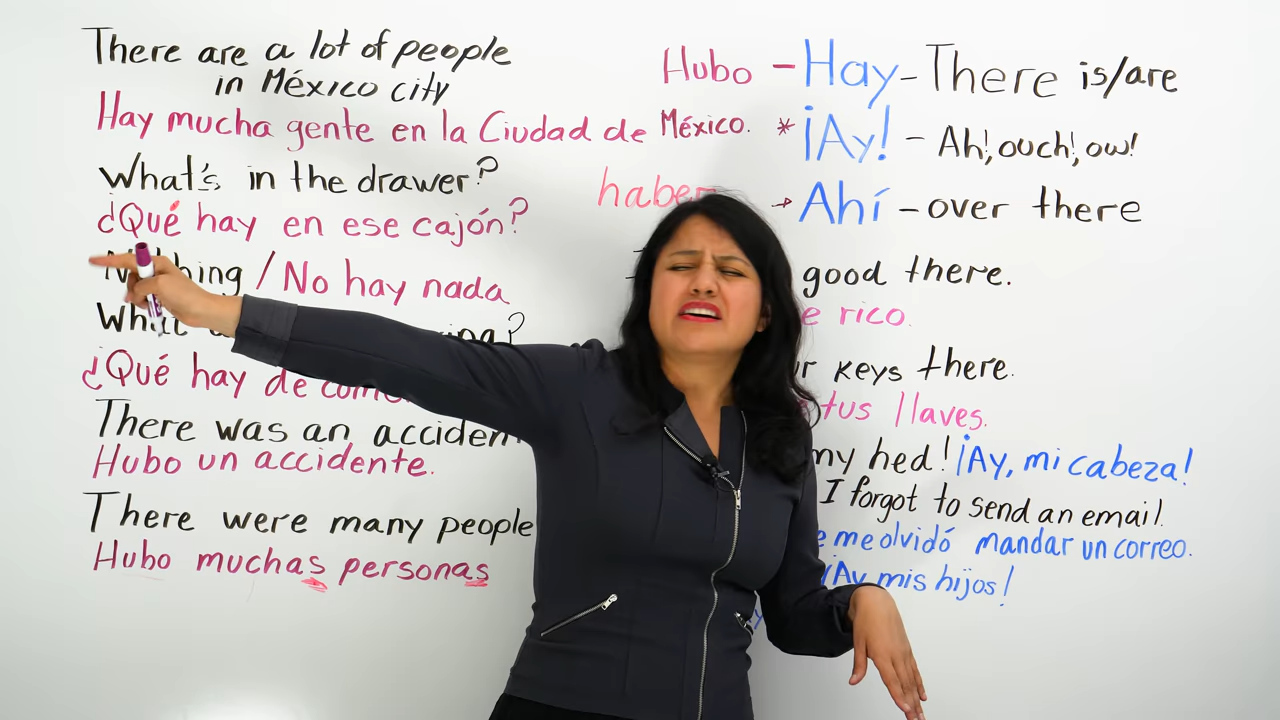 There are a lot of people
in México city
Hay mucha gente en la Ciudad de México.
What's in the drawer?
¿Qué hay en ese cajón?
/ No hay nada
¿Qué hay de
There was an
Hubo un accidente.
There were many people
Hubo muchas personas
Hubo - Hay - There is/are
* ¡Ay! - Ah!, ouch!, ow!
haber
→ Ahí - over there
good there.
rico.
keys there.
tus llaves.
my hed! ¡Ay, mi cabeza!
I forgot to send an email.
me olvidó mandar un correo.
¡Ay mis hijos!